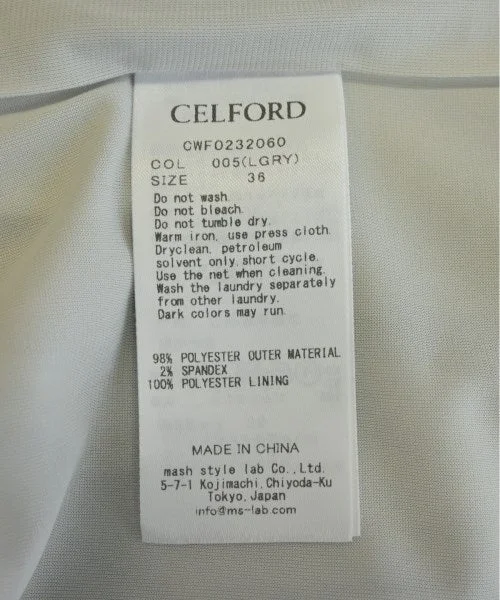 CELFORD
CWFO232060
COL 005(LGRY)
SIZE 36
Do not wash.
Do not bleach.
Do not tumble dry.
Warm iron, use press cloth.
Dryclean, petroleum
solvent only, short cycle.
Use the net when cleaning.
Wash the laundry separately
from other laundry.
Dark colors may run.
98% POLYESTER OUTER MATERIAL
2% SPANDEX
100% POLYESTER LINING
MADE IN CHINA
mash style lab Co., Ltd.
5-7-1 Kojimachi, Chiyoda-Ku
Tokyo, Japan
info@ms-lab.com